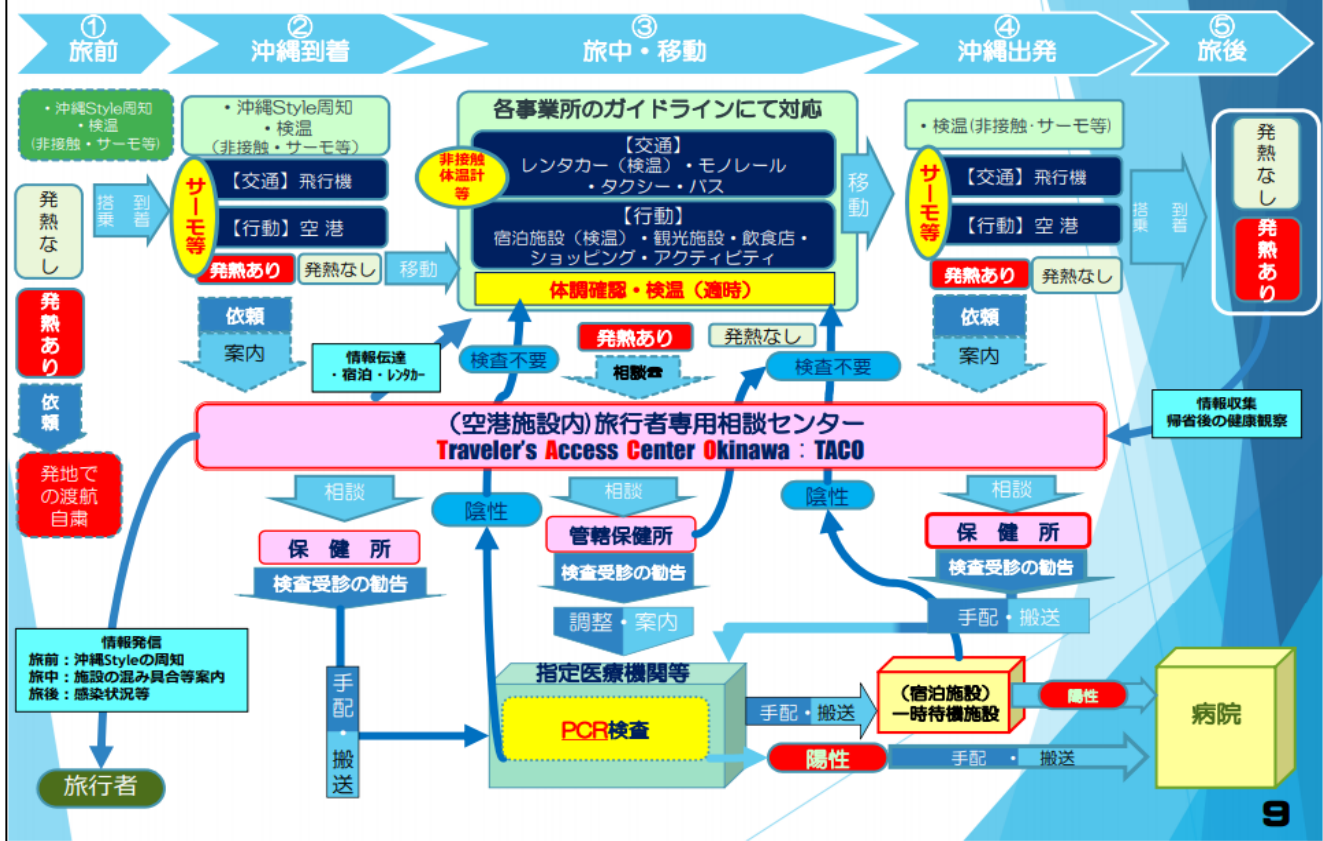 ①
旅前
②
沖縄到着
③
旅中・移動
④
沖縄出発
⑤
旅後
・沖縄Style周知
・検温
(非接触・サーモ等)
発熱なし
発熱あり
依頼
発地で
の渡航
自粛
搭乗 到着
・沖縄Style周知
・検温
(非接触・サーモ等)
サーモ等
【交通】飛行機
【行動】空 港
発熱あり
発熱なし
移動
依頼
案内
各事業所のガイドラインにて対応
非接触
体温計
等
【交通】
レンタカー(検温)・モノレール
・タクシー・バス
【行動】
宿泊施設(検温)・観光施設・飲食店・
ショッピング・アクティビティ
体調確認・検温(適時)
移動
発熱あり
発熱なし
相談☎
検査不要
検査不要
情報伝達
・宿泊・レンタカー
・検温(非接触・サーモ等)
サーモ等
【交通】飛行機
【行動】空 港
発熱あり
発熱なし
依頼
案内
搭乗 到着
発熱なし
発熱あり
情報収集
帰省後の健康観察
(空港施設内)旅行者専用相談センター
Traveler's Access Center Okinawa:TACO
相談
保 健 所
検査受診の勧告
手配・搬送
陰性
相談
管轄保健所
検査受診の勧告
調整・案内
陰性
相談
保 健 所
検査受診の勧告
手配・搬送
情報発信
旅前:沖縄Styleの周知
旅中:施設の混み具合等案内
旅後:感染状況等
旅行者
指定医療機関等
PCR検査
手配・搬送
(宿泊施設)
一時待機施設
陽性
陽性
手配・搬送
病院
9